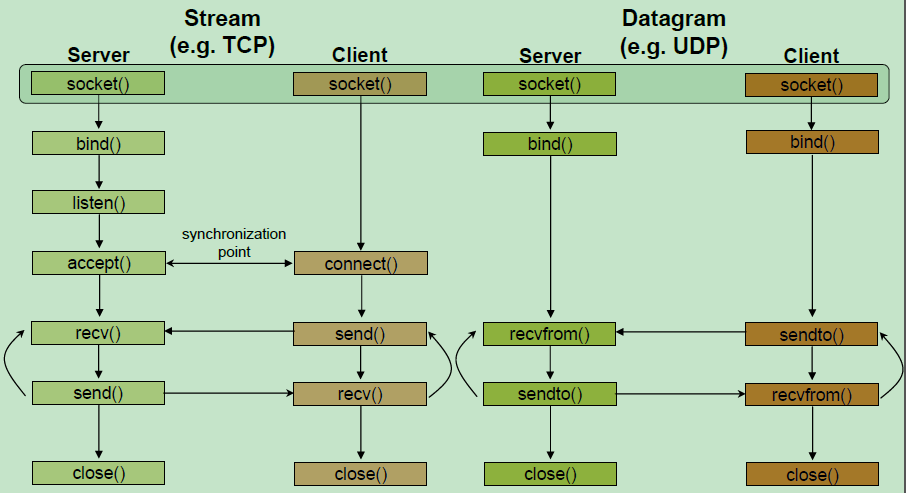 Stream
(e.g. TCP)
Datagram
(e.g. UDP)
Server
Client
Server
Client
socket()
socket()
socket()
socket()
bind()
bind()
bind()
listen()
synchronization
point
accept()
connect()
recv()
send()
recvfrom()
sendto()
send()
recv()
sendto()
recvfrom()
close()
close()
close()
close()